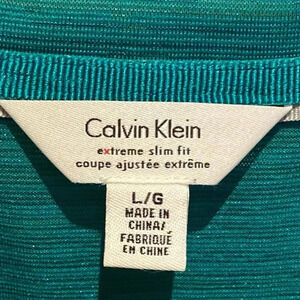 Calvin Klein
extreme slim fit
coupe ajustée extrême
L/G
MADE IN
CHINA/
FABRIQUÉ
EN CHINE